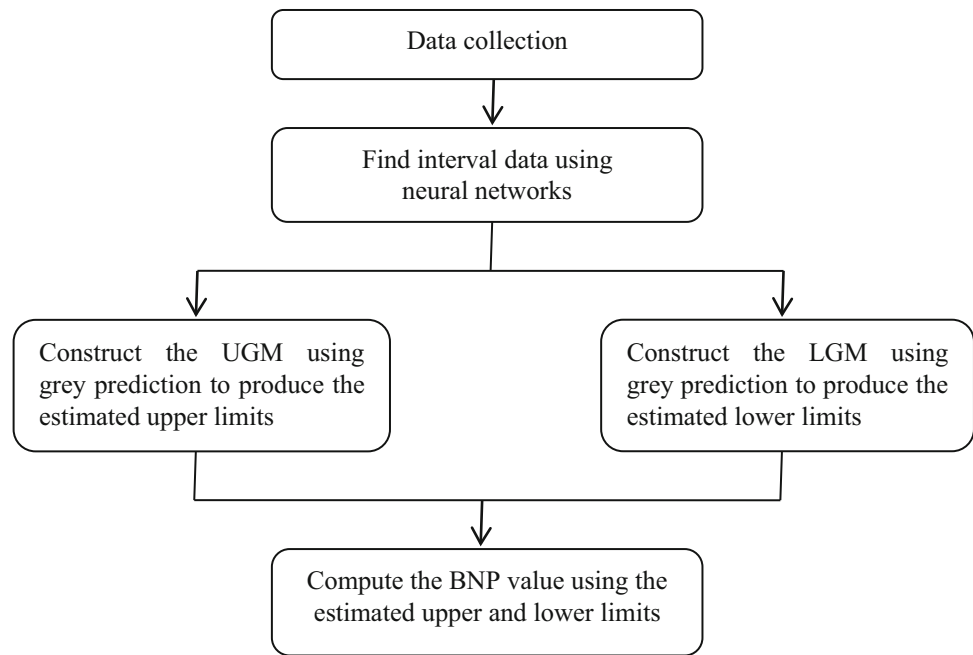 Data collection
Find interval data using
neural networks
Construct the UGM using
grey prediction to produce the
estimated upper limits
Construct the LGM using
grey prediction to produce the
estimated lower limits
Compute the BNP value using the
estimated upper and lower limits